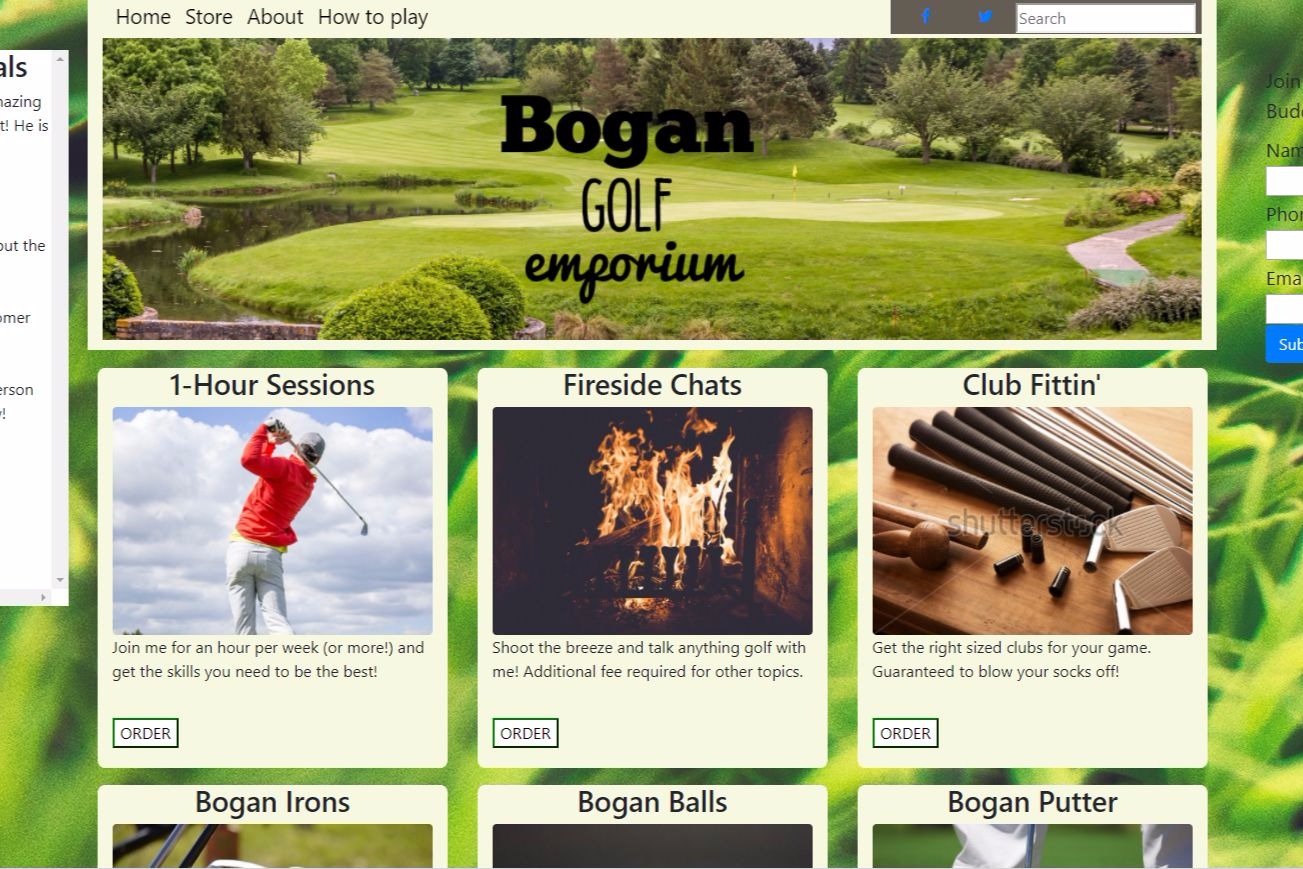 Home Store About How to play
Search
als
nazing
t! He is
out the
omer
erson
y!
Bogan
GOLF
emporium
Join
Nam
Phon
Emai
Sub
1-Hour Sessions
Join me for an hour per week (or more!) and
get the skills you need to be the best!
ORDER
Fireside Chats
Shoot the breeze and talk anything golf with
me! Additional fee required for other topics.
ORDER
Club Fittin'
shutterstock
Get the right sized clubs for your game.
Guaranteed to blow your socks off!
ORDER
Bogan Irons
Bogan Balls
Bogan Putter